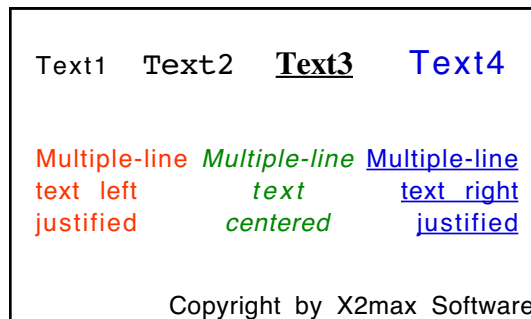 Text1 Text2 Text3 Text4
Multiple-line Multiple-line Multiple-line
text left text text right
justified centered justified
Copyright by X2max Software